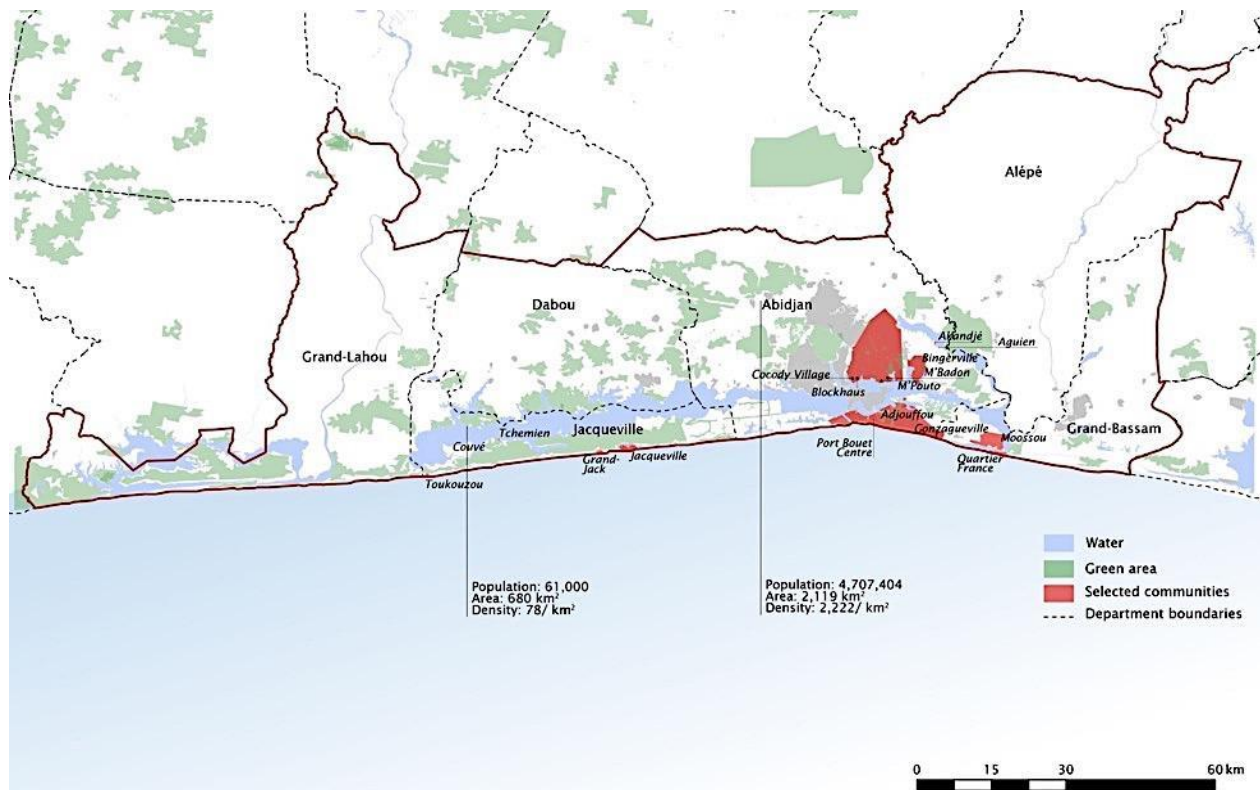 Alépé
Dabou
Abidjan
Grand-Lahou
Akandjé
Aguien
Bingerville
M'Badon
Cocody Village
M'Pouto
Blockhaus
Adjouffou
Gonzagueville
Jacqueville
Tchemien
Couvé
Moossou
Grand-Bassam
Port Bouet
Centre
Quartier
France
Grand-
Jack
Jacqueville
Toukouzou
Water
Green area
Selected communities
Department boundaries
Population: 61,000
Area: 680 km²
Density: 78/ km²
Population: 4,707,404
Area: 2,119 km²
Density: 2,222/ km²
0 15 30 60 km